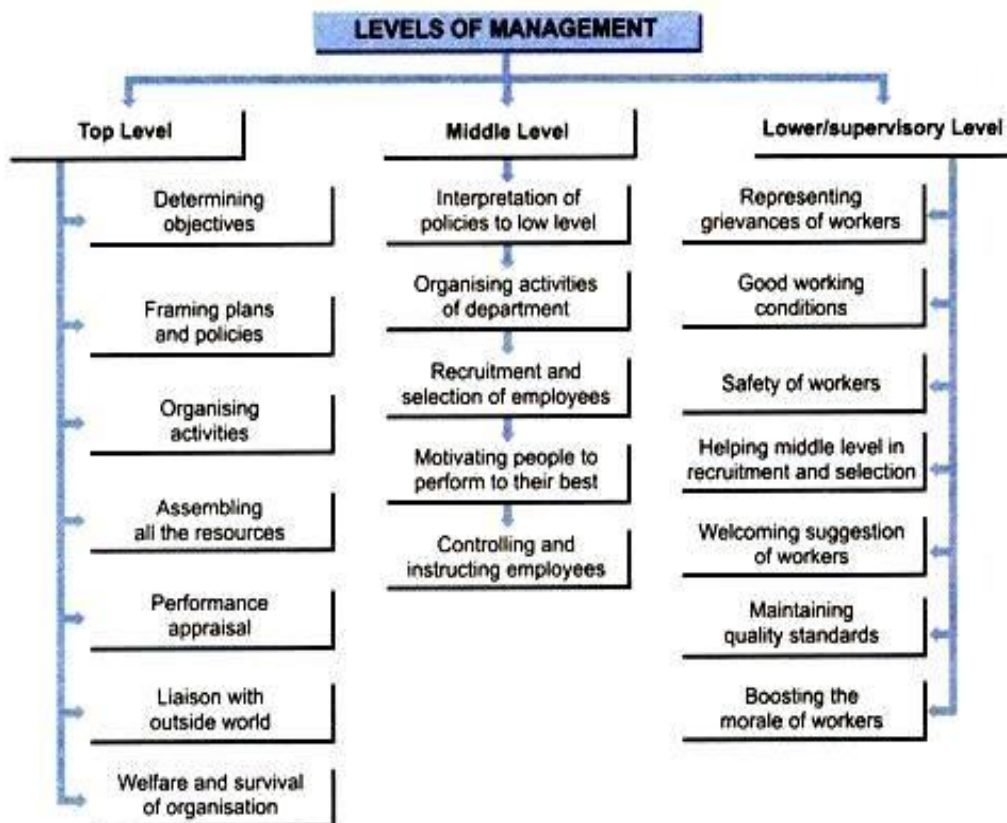 LEVELS OF MANAGEMENT
Top Level
Determining
objectives
Framing plans
and policies
Organising
activities
Assembling
all the resources
Performance
appraisal
Liaison with
outside world
Welfare and survival
of organisation
Middle Level
Interpretation of
policies to low level
Organising activities
of department
Recruitment and
selection of employees
Motivating people to
perform to their best
Controlling and
instructing employees
Lower/supervisory Level
Representing
grievances of workers
Good working
conditions
Safety of workers
Helping middle level in
recruitment and selection
Welcoming suggestion
of workers
Maintaining
quality standards
Boosting the
morale of workers